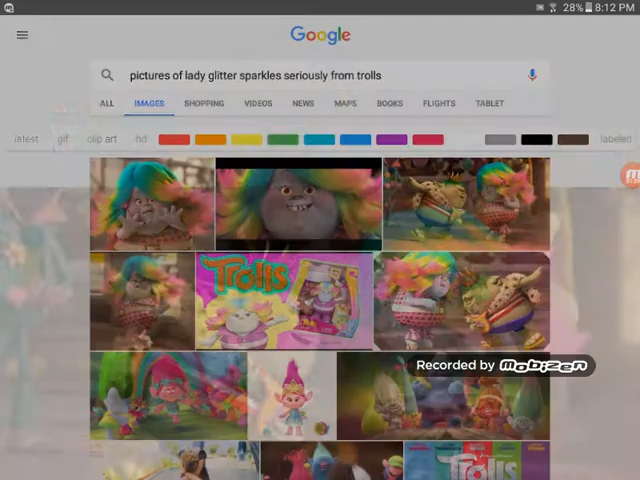 28% 8:12 PM
Google
pictures of lady glitter sparkles seriously from trolls
ALL IMAGES SHOPPING VIDEOS NEWS MAPS BOOKS FLIGHTS TABLET
latest gif clip art hd labeled
Trolls
Recorded by mobizen
Trolls